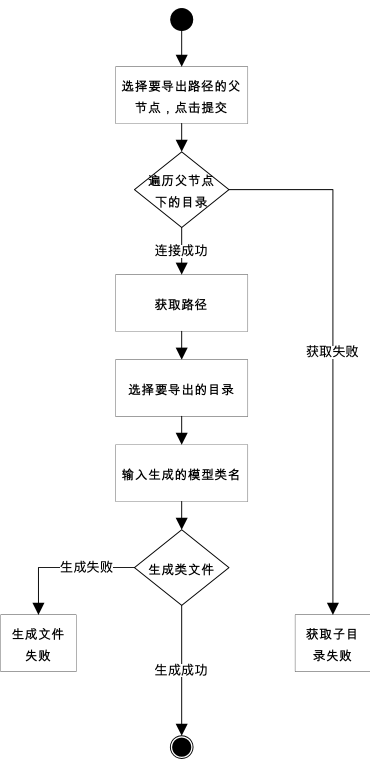 选择要导出路径的父
节点，点击提交
遍历父节点
下的目录
连接成功
获取路径
获取失败
选择要导出的目录
输入生成的模型类名
生成失败
生成类文件
生成文件
失败
获取子目
录失败
生成成功